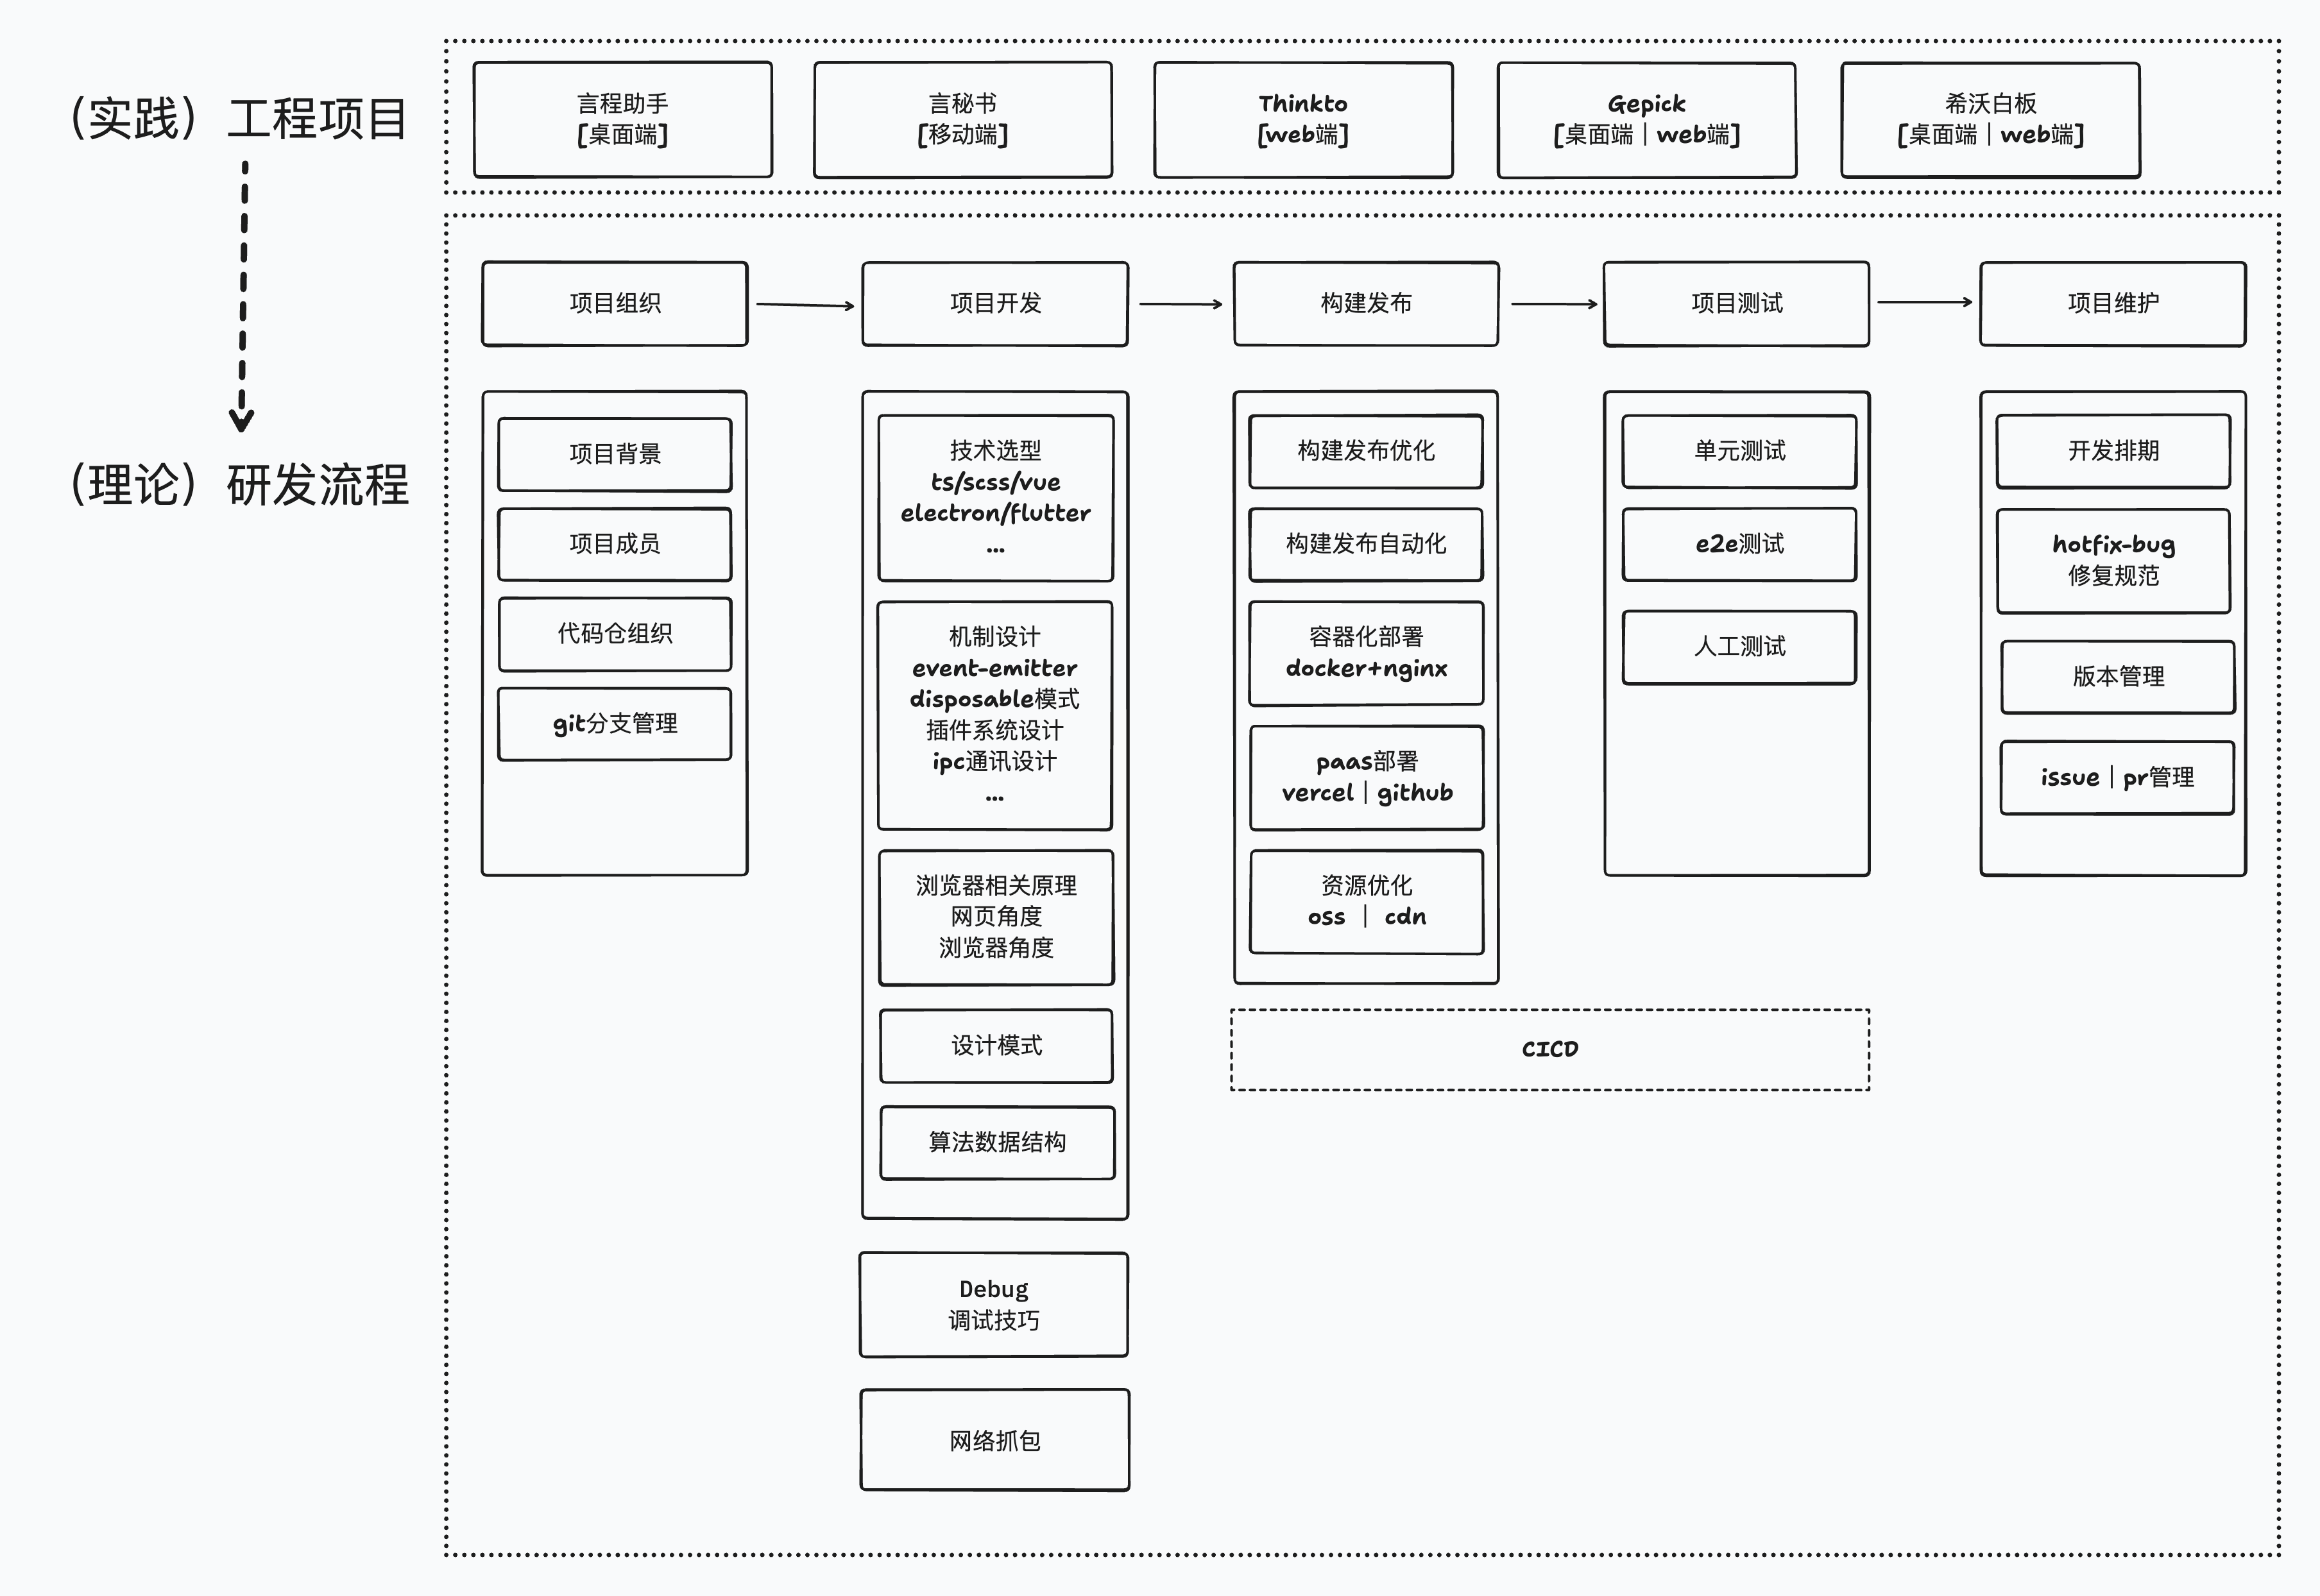 (实践) 工程项目
言程助手
[桌面端]
言秘书
[移动端]
Thinkto
[web端]
Gepick
[桌面端|web端]
希沃白板
[桌面端|web端]
(理论) 研发流程
项目组织
项目开发
构建发布
项目测试
项目维护
项目背景
项目成员
代码仓组织
git分支管理
技术选型
ts/scss/vue
electron/flutter
...
机制设计
event-emitter
disposable模式
插件系统设计
ipc通讯设计
...
浏览器相关原理
网页角度
浏览器角度
设计模式
算法数据结构
Debug
调试技巧
网络抓包
构建发布优化
构建发布自动化
容器化部署
docker+nginx
paas部署
vercel|github
资源优化
oss | cdn
单元测试
e2e测试
人工测试
CICD
开发排期
hotfix-bug
修复规范
版本管理
issue|pr管理